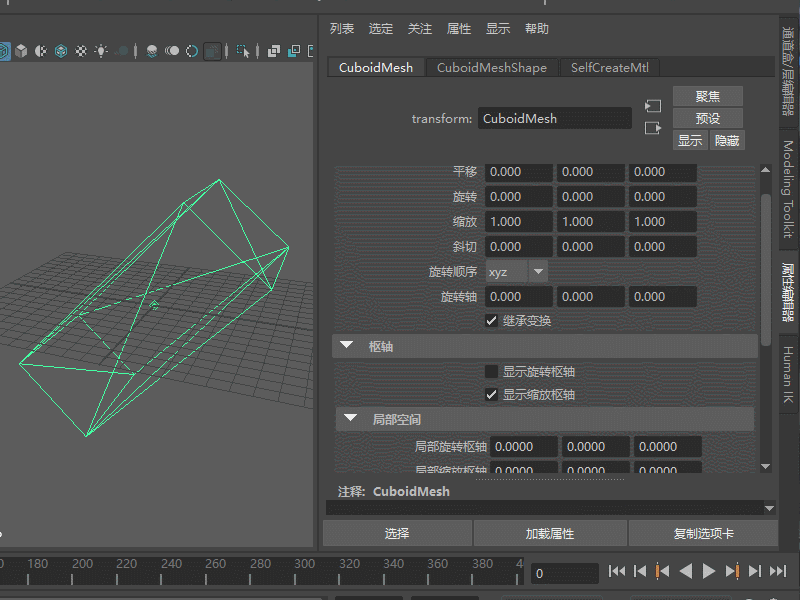 列表 选定 关注 属性 显示 帮助
CuboidMesh CuboidMeshShape SelfCreateMtl
transform: CuboidMesh
聚焦
预设
显示 隐藏
平移 0.000 0.000 0.000
旋转 0.000 0.000 0.000
缩放 1.000 1.000 1.000
斜切 0.000 0.000 0.000
旋转顺序 xyz
旋转轴 0.000 0.000 0.000
继承变换
枢轴
显示旋转枢轴
显示缩放枢轴
局部空间
局部旋转枢轴 0.0000 0.0000 0.0000
局部缩放枢轴 0.0000 0.0000 0.0000
注释: CuboidMesh
选择 加载属性 复制选项卡
通道盒/层编辑器
Modeling Toolkit
属性编辑器
Human IK
180 200 220 240 260 280 300 320 340 360 380
0